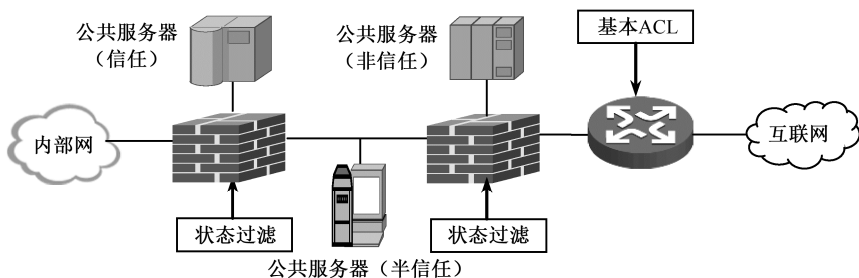 公共服务器
（信任）
公共服务器
（非信任）
基本ACL
内部网
互联网
状态过滤
状态过滤
公共服务器（半信任）